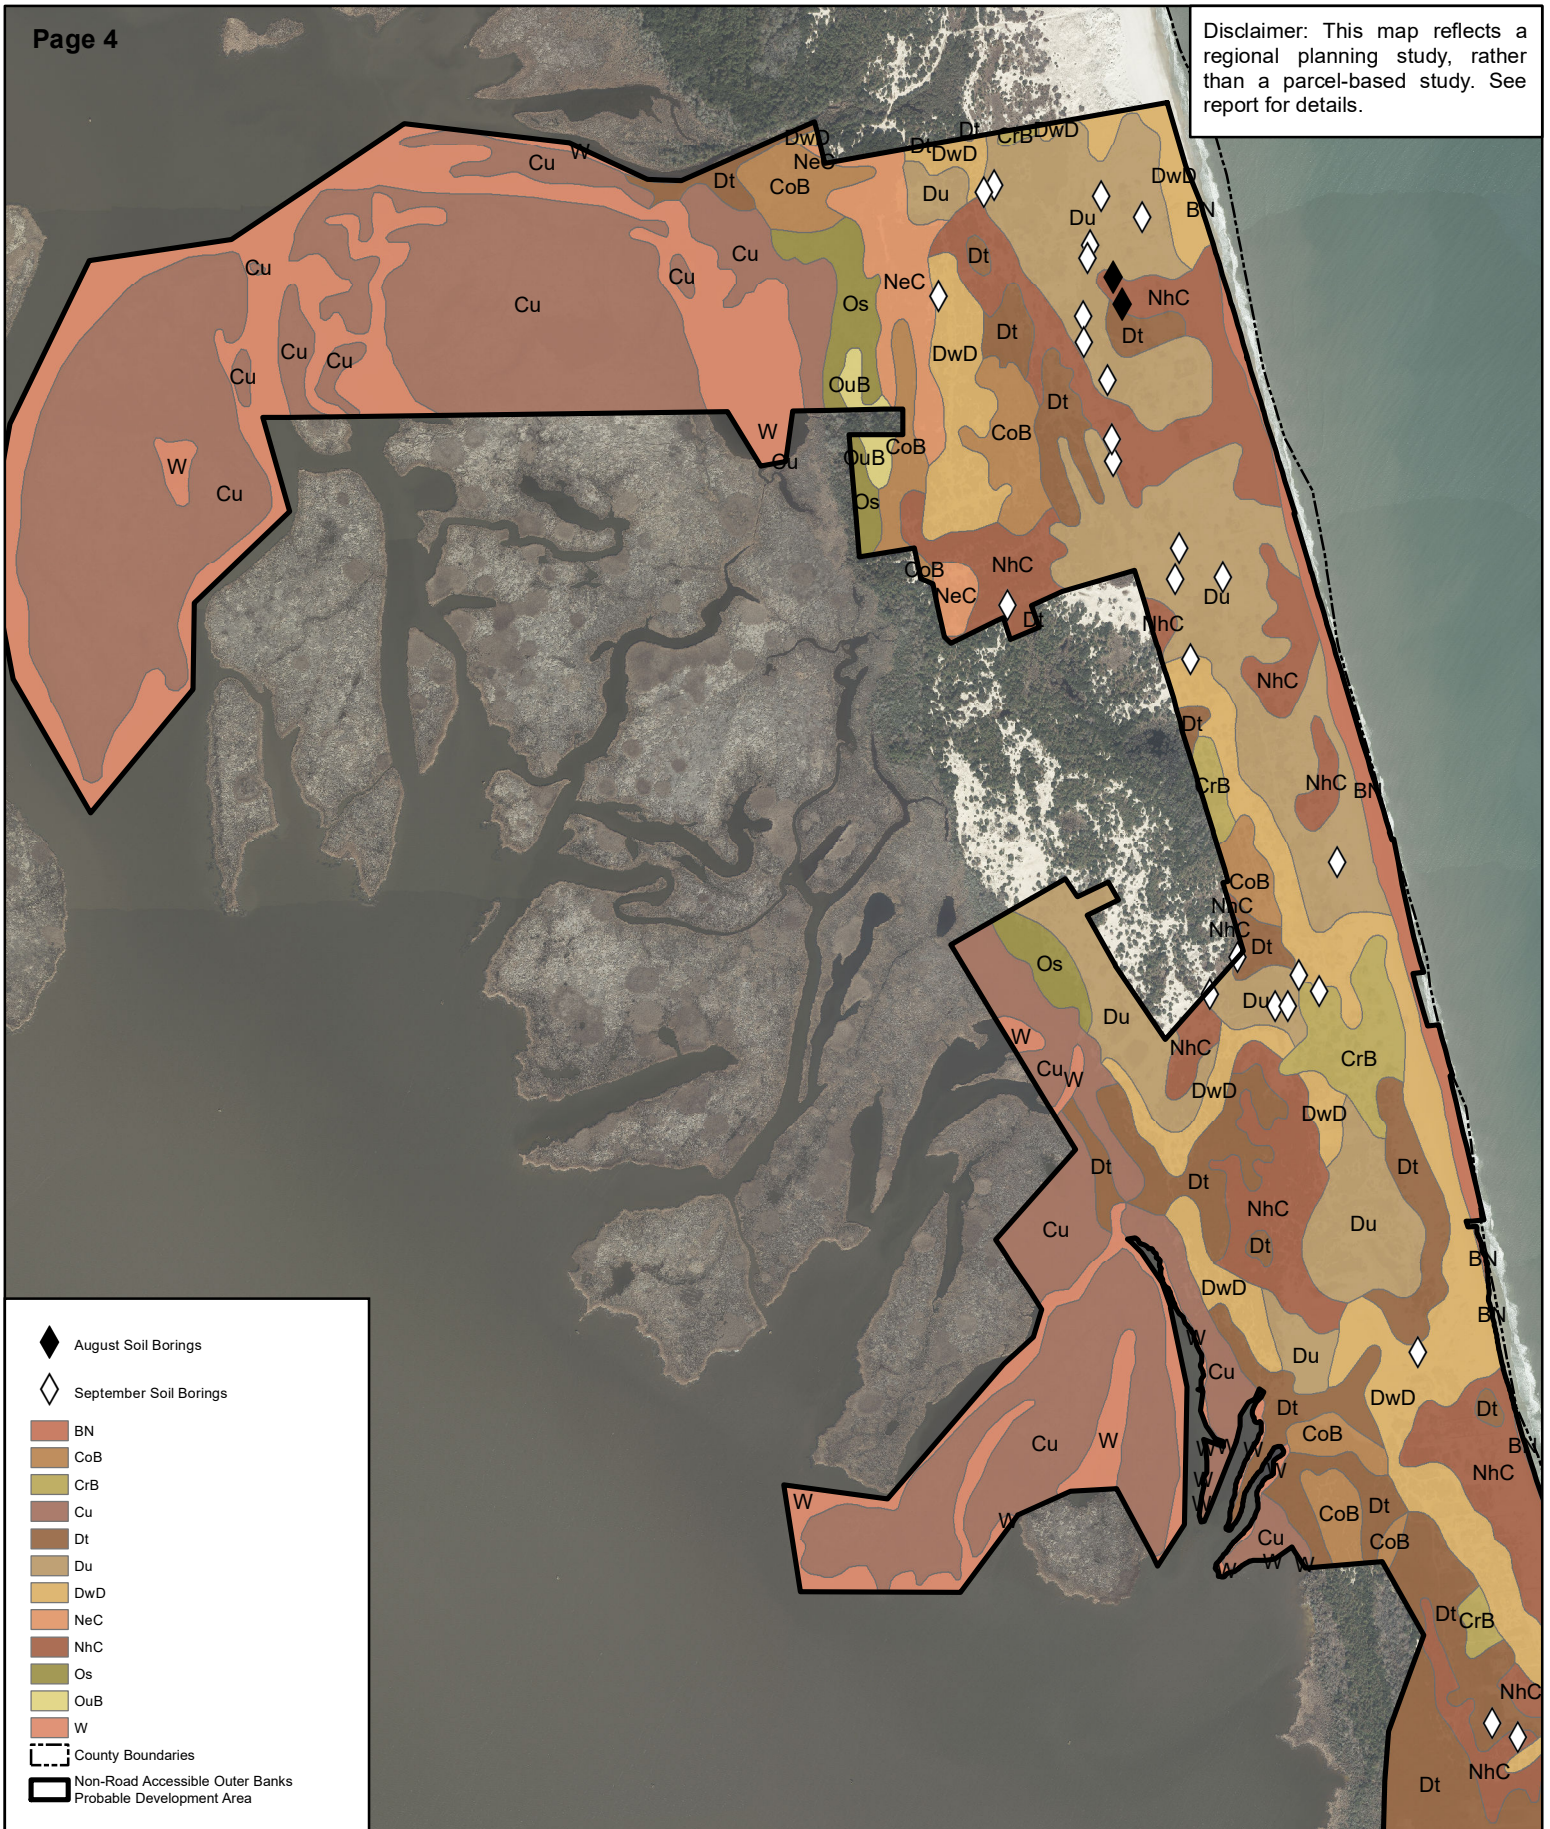 Page 4
Disclaimer: This map reflects a
regional planning study, rather
than a parcel-based study. See
report for details.
DwD
Dt
Dt
CrB
DwD
Cu
W
NeC
DwD
Dt
CoB
Du
DwD
BN
Du
Cu
Dt
Cu
Cu
Cu
NeC
NhC
Os
Dt
Dt
Cu
Cu
DwD
Cu
OuB
Dt
W
CoB
CoB
OuB
W
Cu
Cu
Os
CoB
NhC
NeC
Du
Dt
NhC
NhC
Dt
CrB
NhC
BN
CoB
NhC
NhC
Dt
Os
Du
Du
W
NhC
CrB
Cu
W
DwD
DwD
Dt
Dt
Dt
NhC
Du
Cu
Dt
BN
DwD
BN
W
Du
Cu
DwD
Dt
Dt
CoB
Cu
W
W
W
W
BN
W
NhC
W
W
W
CoB
Dt
W
Cu
CoB
W
W
W
Dt
CrB
NhC
NhC
Dt
August Soil Borings
September Soil Borings
BN
CoB
CrB
Cu
Dt
Du
DwD
NeC
NhC
Os
OuB
W
County Boundaries
Non-Road Accessible Outer Banks
Probable Development Area